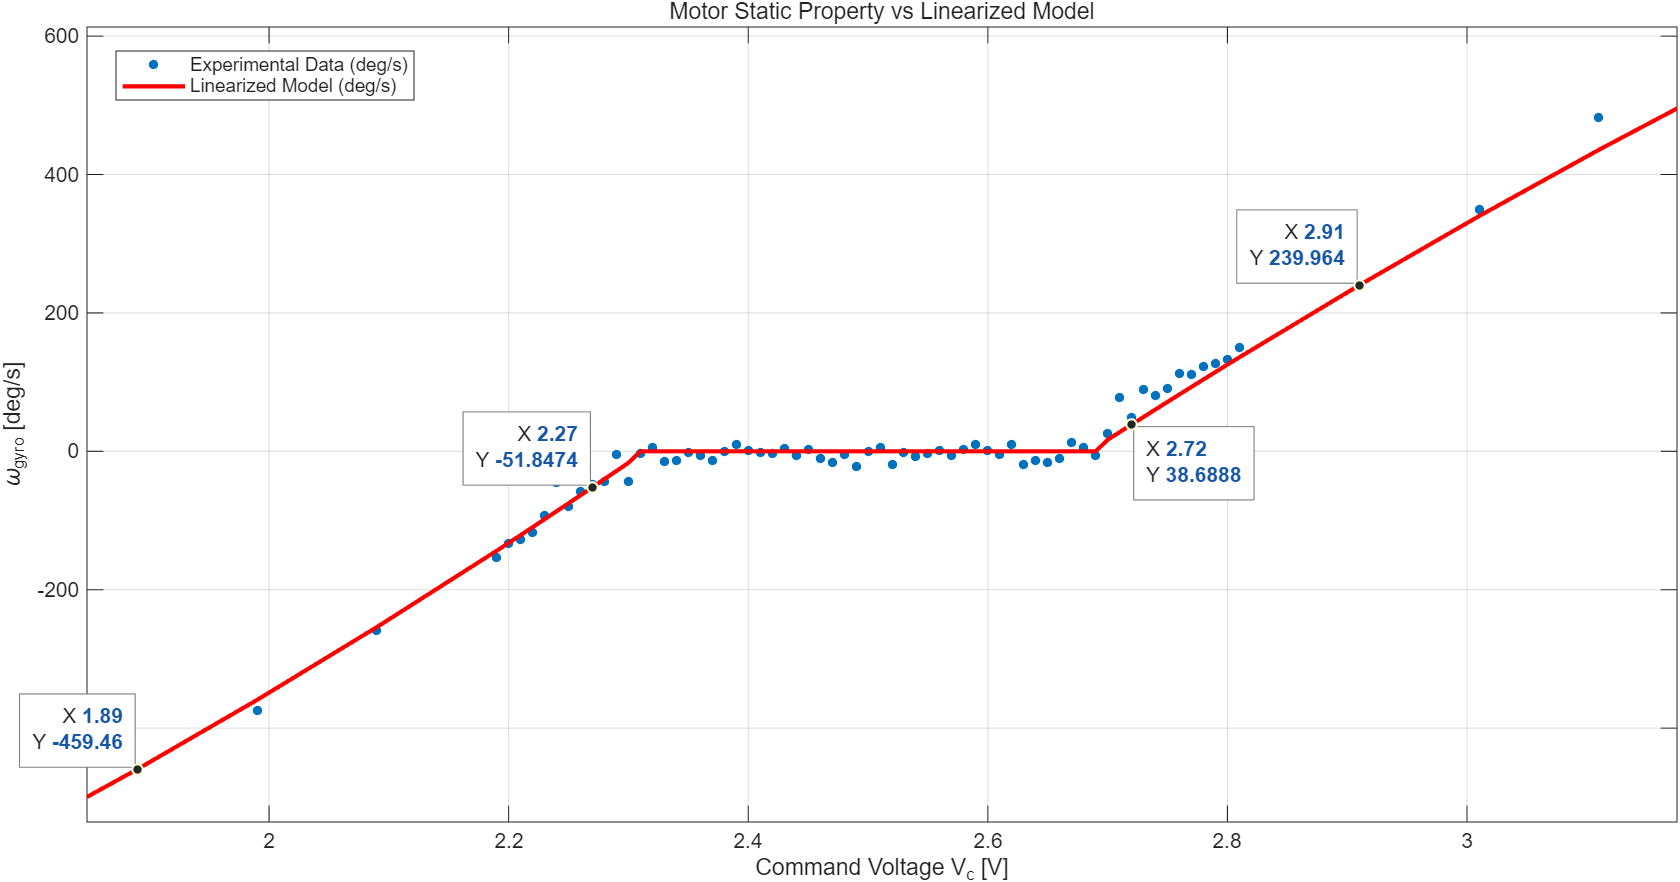 Motor Static Property vs Linearized Model
600
Experimental Data (deg/s)
Linearized Model (deg/s)
400
X 2.91
Y 239.964
200
X 2.27
Y -51.8474
0
X 2.72
Y 38.6888
-200
X 1.89
Y -459.46
ωgyro [deg/s]
2
2.2
2.4
2.6
2.8
3
Command Voltage Vc [V]